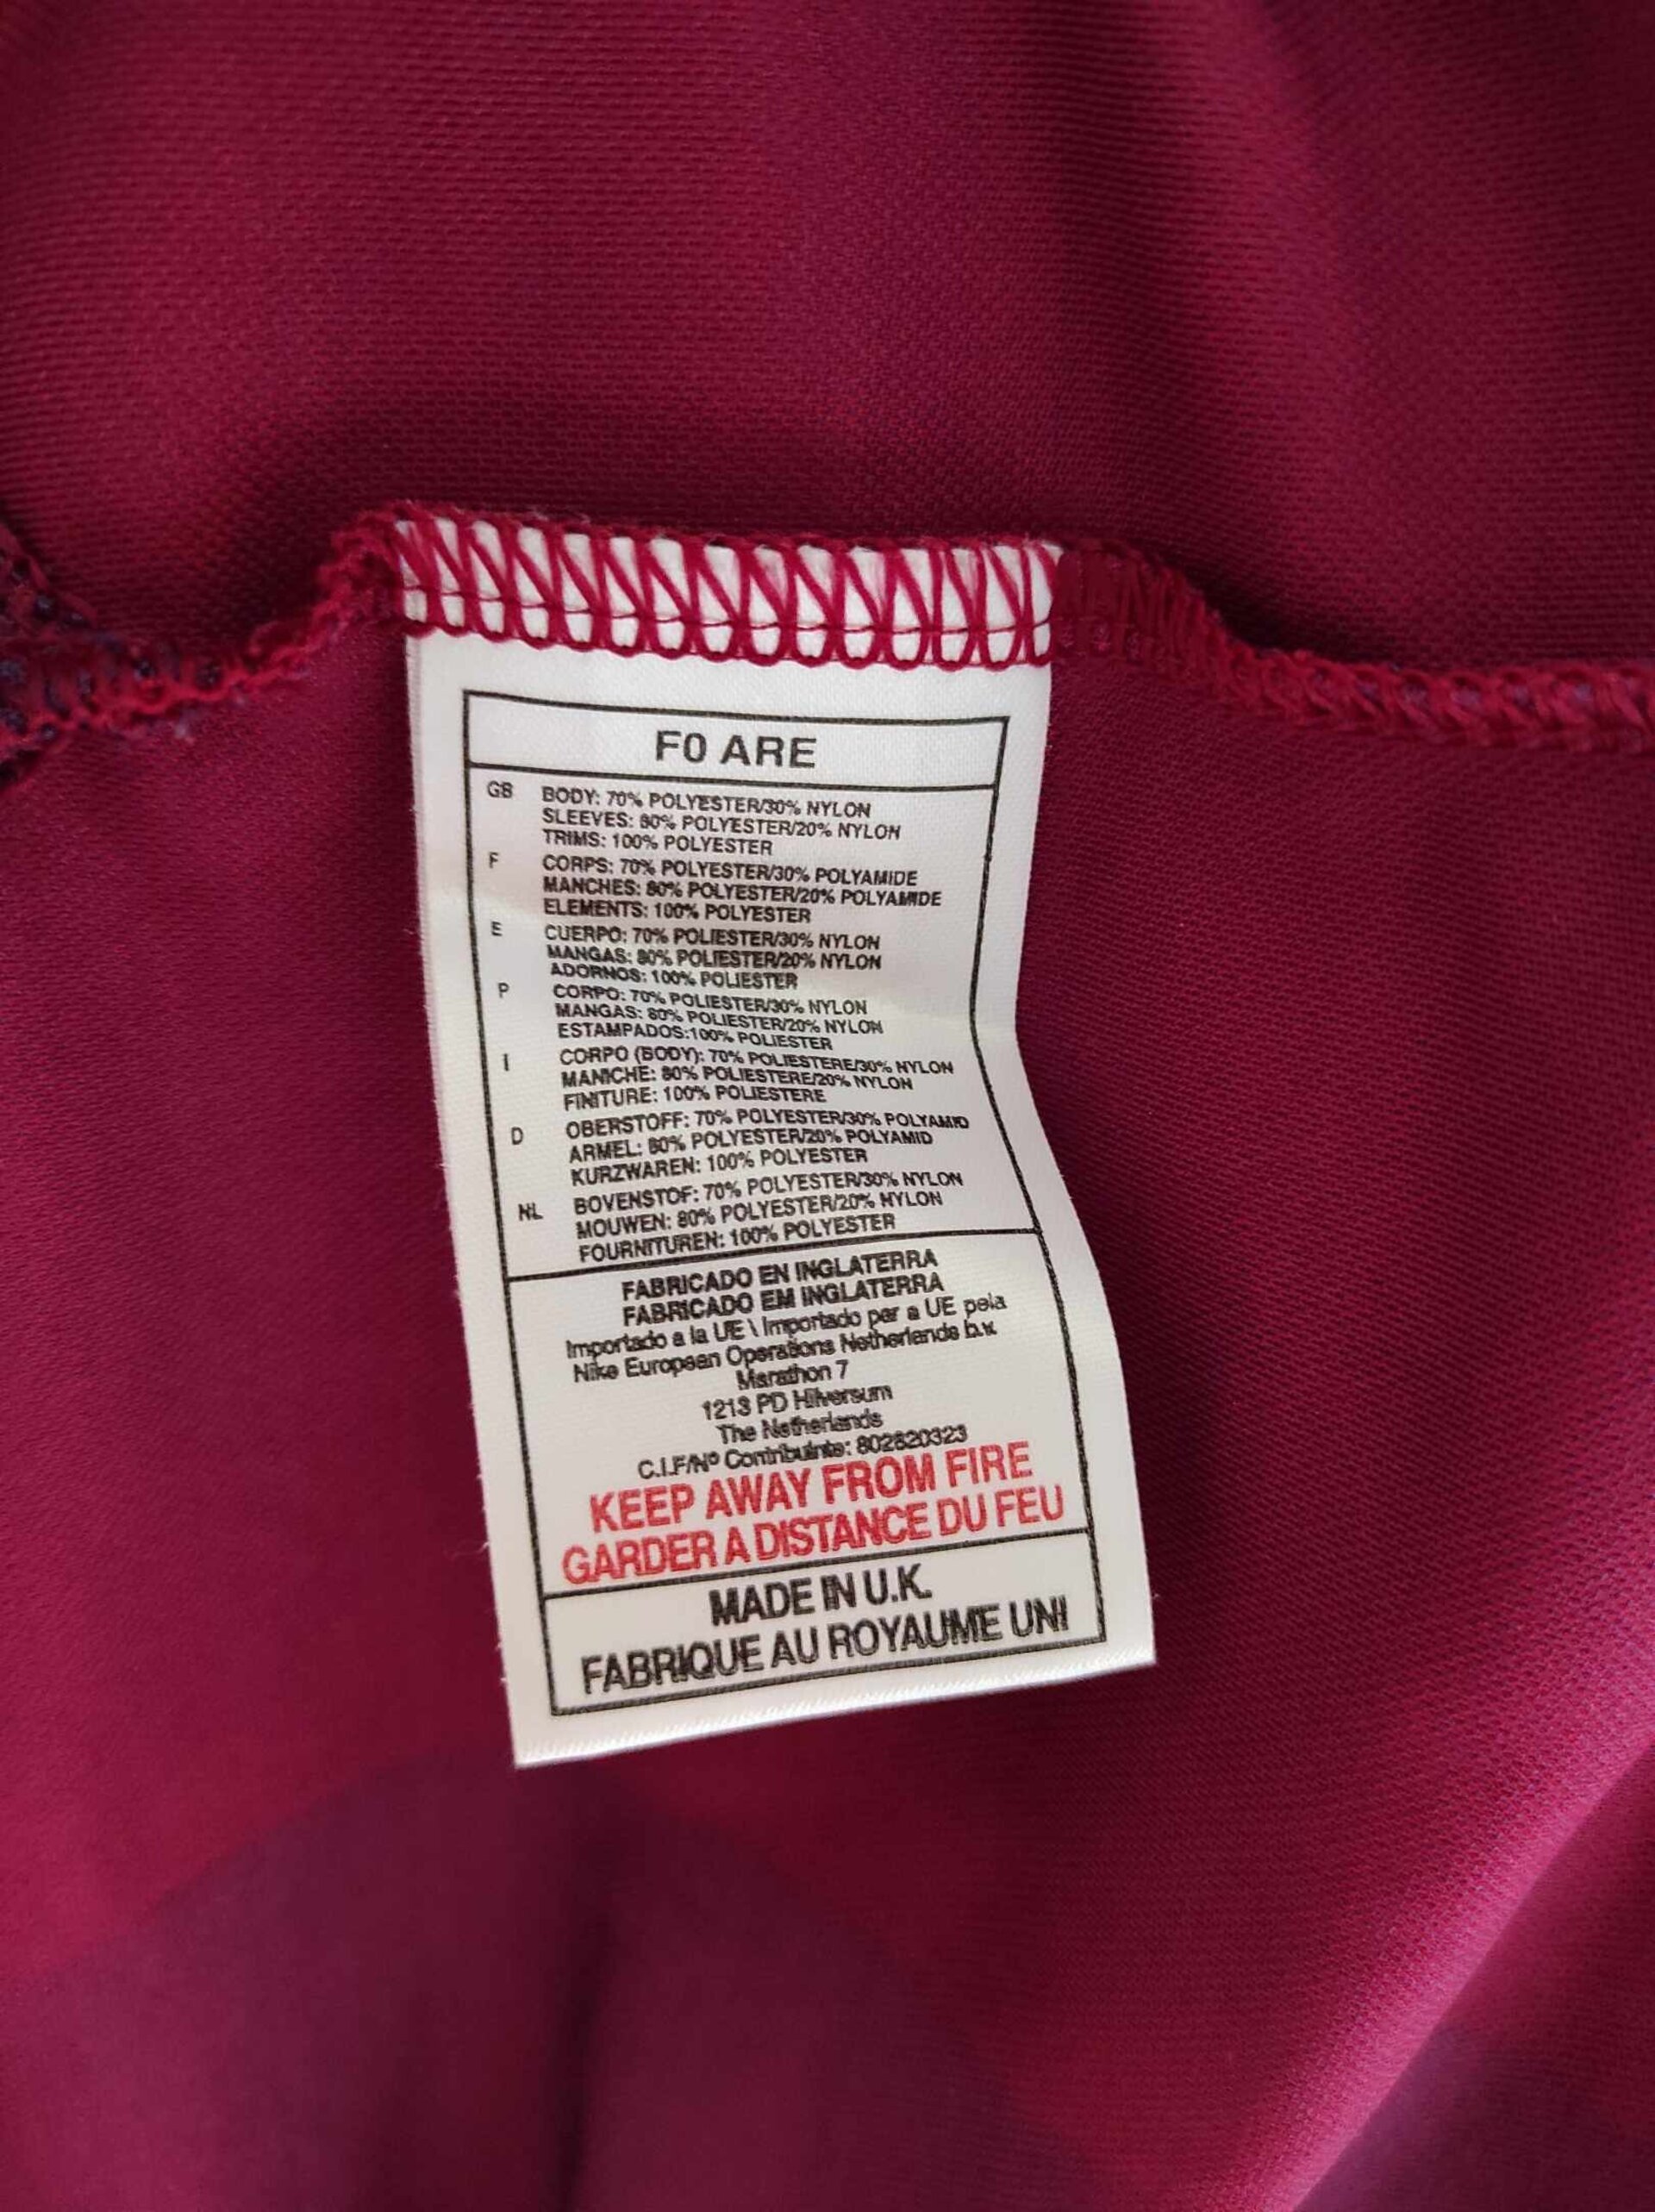 F0 ARE
GB BODY: 70% POLYESTER/30% NYLON
SLEEVES: 80% POLYESTER/20% NYLON
TRIMS: 100% POLYESTER
F CORPS: 70% POLYESTER/30% POLYAMIDE
MANCHES: 80% POLYESTER/20% POLYAMIDE
ELEMENTS: 100% POLYESTER
E CUERPO: 70% POLIESTER/30% NYLON
MANGAS: 80% POLIESTER/20% NYLON
ADORNOS: 100% POLIESTER
P CORPO: 70% POLIESTER/30% NYLON
MANGAS: 80% POLIESTER/20% NYLON
ESTAMPADOS:100% POLIESTER
I CORPO (BODY): 70% POLIESTERE/30% NYLON
MANICHE: 80% POLIESTERE/20% NYLON
FINITURE: 100% POLIESTERE
D OBERSTOFF: 70% POLYESTER/30% POLYAMID
ARMEL: 80% POLYESTER/20% POLYAMID
KURZWAREN: 100% POLYESTER
NL BOVENSTOF: 70% POLYESTER/30% NYLON
MOUWEN: 80% POLYESTER/20% NYLON
FOURNITUREN: 100% POLYESTER
FABRICADO EN INGLATERRA
FABRICADO EM INGLATERRA
Importado a la UE \ Importado par a UE pela
Nike European Operations Netherlands b.v.
Marathon 7
1213 PD Hilversum
The Netherlands
C.I.F/Nº Contribuinte: 802820323
KEEP AWAY FROM FIRE
GARDER A DISTANCE DU FEU
MADE IN U.K.
FABRIQUE AU ROYAUME UNI